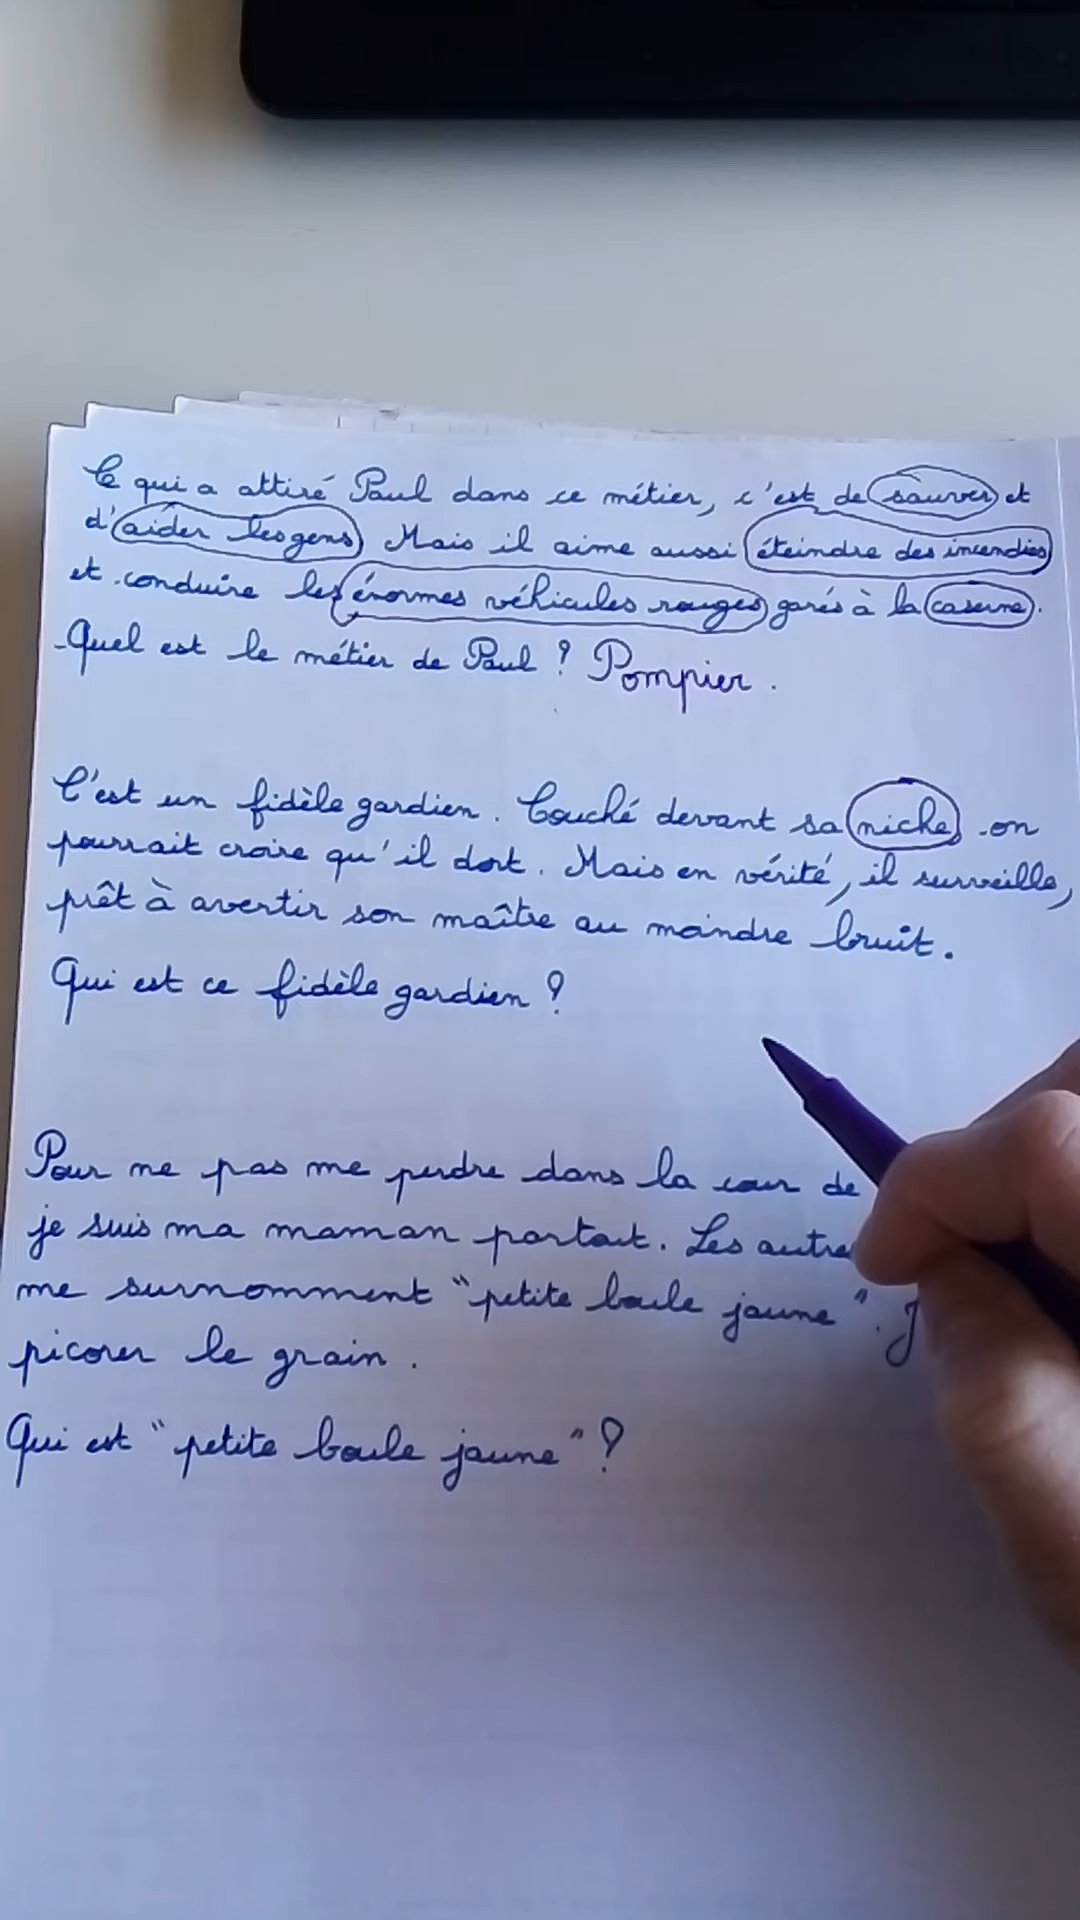 Ce qui a attiré Paul dans ce métier, c'est de sauver et
d'aider les gens. Mais il aime aussi éteindre des incendies
et conduire les énormes véhicules rouges garés à la caserne.
Quel est le métier de Paul ? Pompier.
C'est un fidèle gardien. Couché devant sa niche, on
pourrait croire qu'il dort. Mais en vérité, il surveille,
prêt à avertir son maître au moindre bruit.
Qui est ce fidèle gardien ?
Pour ne pas me perdre dans la cour de
je suis ma maman partout. Les autre
me surnomment "petite boule jaune". J
picorer le grain.
Qui est "petite boule jaune" ?